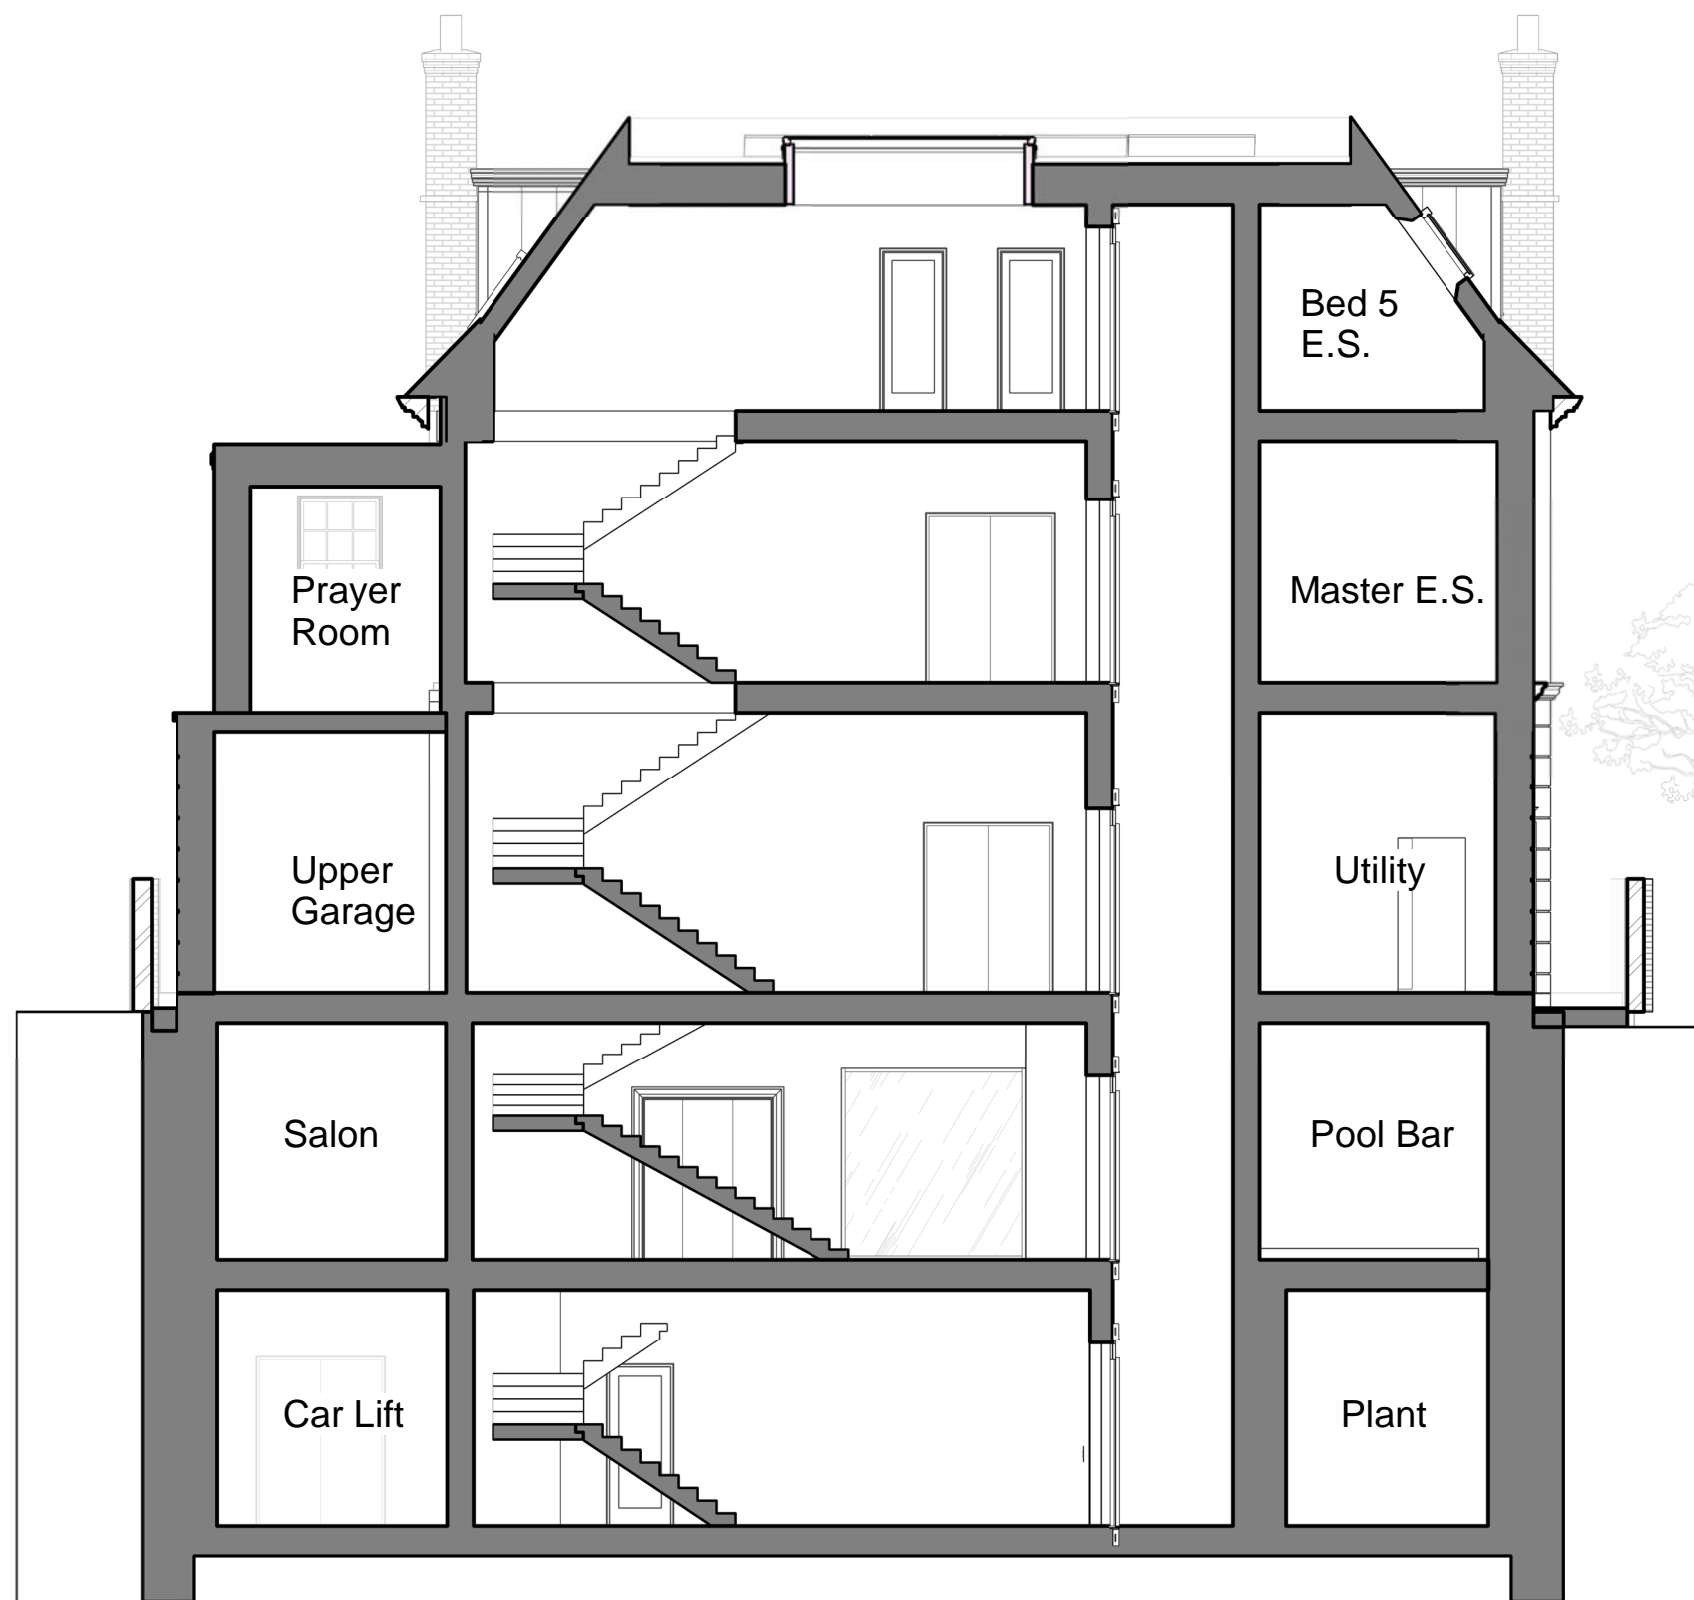 Bed 5
E.S.
Prayer
Room
Master E.S.
Upper
Garage
Utility
Salon
Pool Bar
Car Lift
Plant